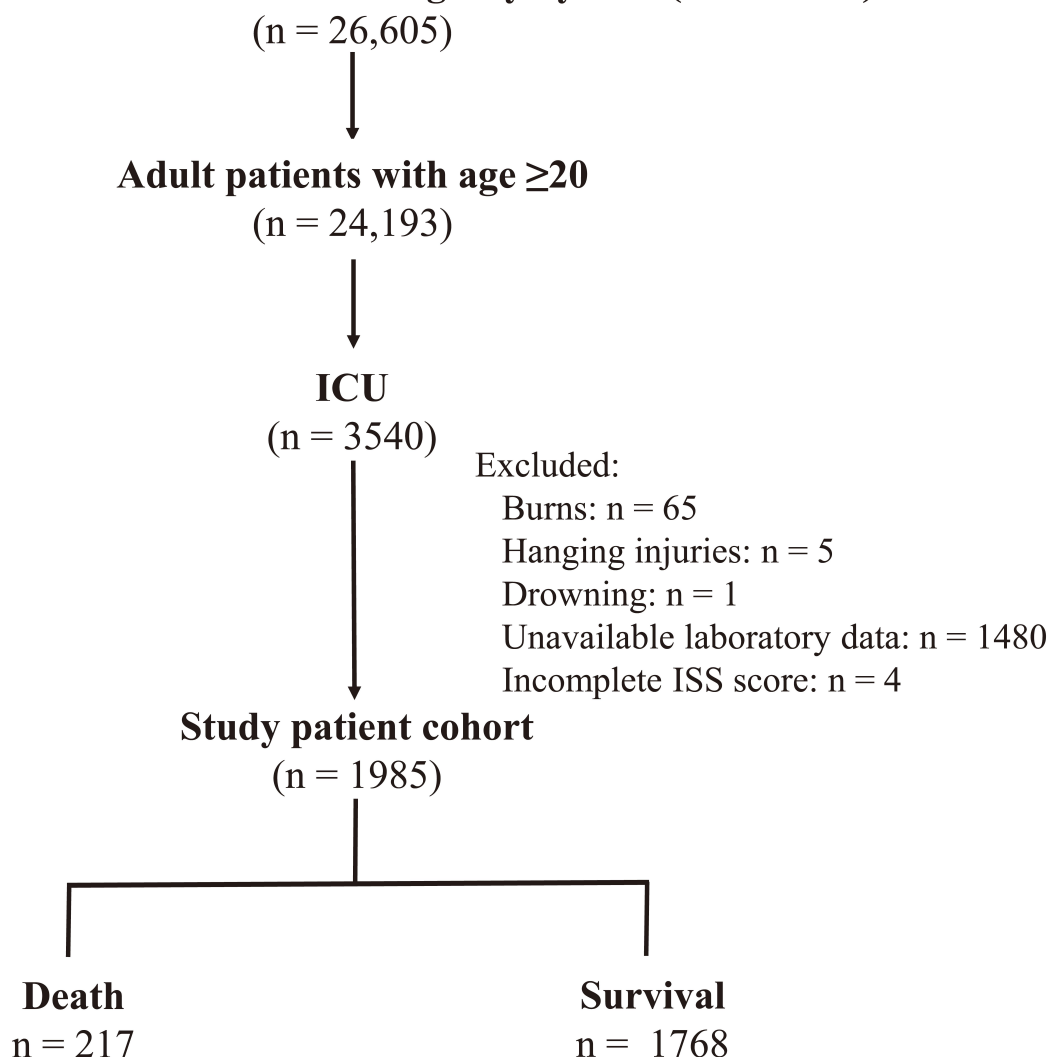 (n = 26,605)
Adult patients with age ≥20
(n = 24,193)
ICU
(n = 3540)
Excluded:
Burns: n = 65
Hanging injuries: n = 5
Drowning: n = 1
Unavailable laboratory data: n = 1480
Incomplete ISS score: n = 4
Study patient cohort
(n = 1985)
Death
n = 217
Survival
n = 1768